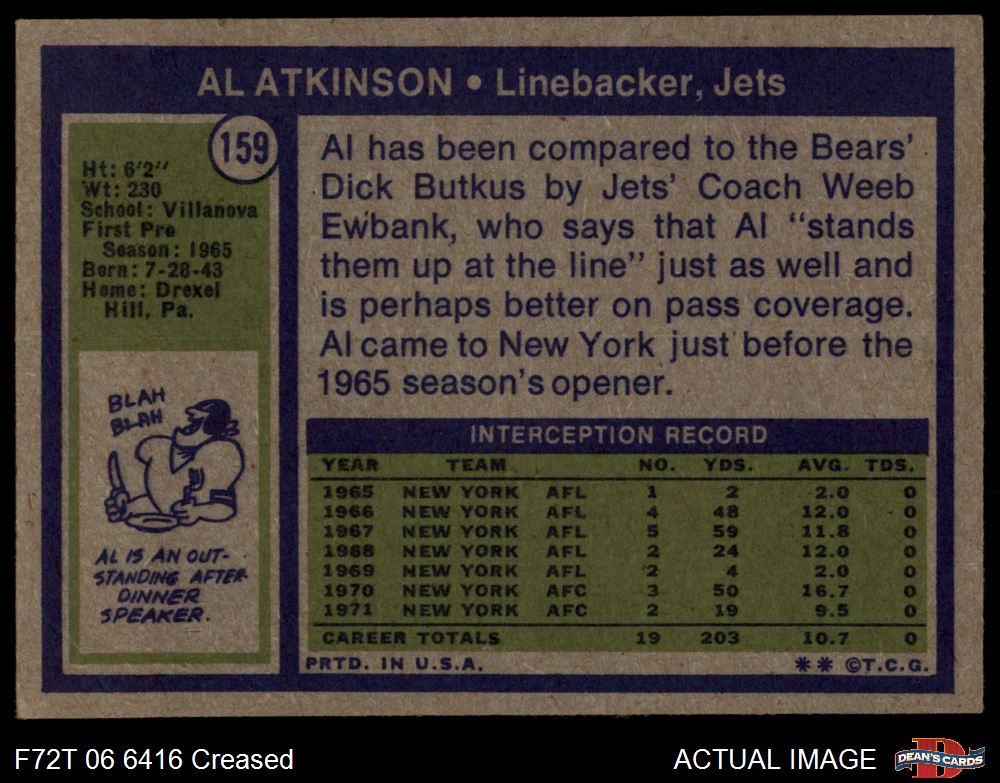 AL ATKINSON • Linebacker, Jets
159
Ht: 6'2"
Wt: 230
School: Villanova
First Pro
Season: 1965
Born: 7-28-43
Home: Drexel
Hill, Pa.
BLAH
BLAH
AL IS AN OUT-
STANDING AFTER-
DINNER
SPEAKER.
Al has been compared to the Bears'
Dick Butkus by Jets' Coach Weeb
Ewbank, who says that Al "stands
them up at the line" just as well and
is perhaps better on pass coverage.
Al came to New York just before the
1965 season's opener.
INTERCEPTION RECORD
YEAR TEAM NO. YDS. AVG. TDS.
1965 NEW YORK AFL 1 2 2.0 0
1966 NEW YORK AFL 4 48 12.0 0
1967 NEW YORK AFL 5 59 11.8 0
1968 NEW YORK AFL 2 24 12.0 0
1969 NEW YORK AFL 2 4 2.0 0
1970 NEW YORK AFC 3 50 16.7 0
1971 NEW YORK AFC 2 19 9.5 0
CAREER TOTALS 19 203 10.7 0
PRTD. IN U.S.A. ** ©T.C.G.
F72T 06 6416 Creased ACTUAL IMAGE
D
DEAN'S CARDS